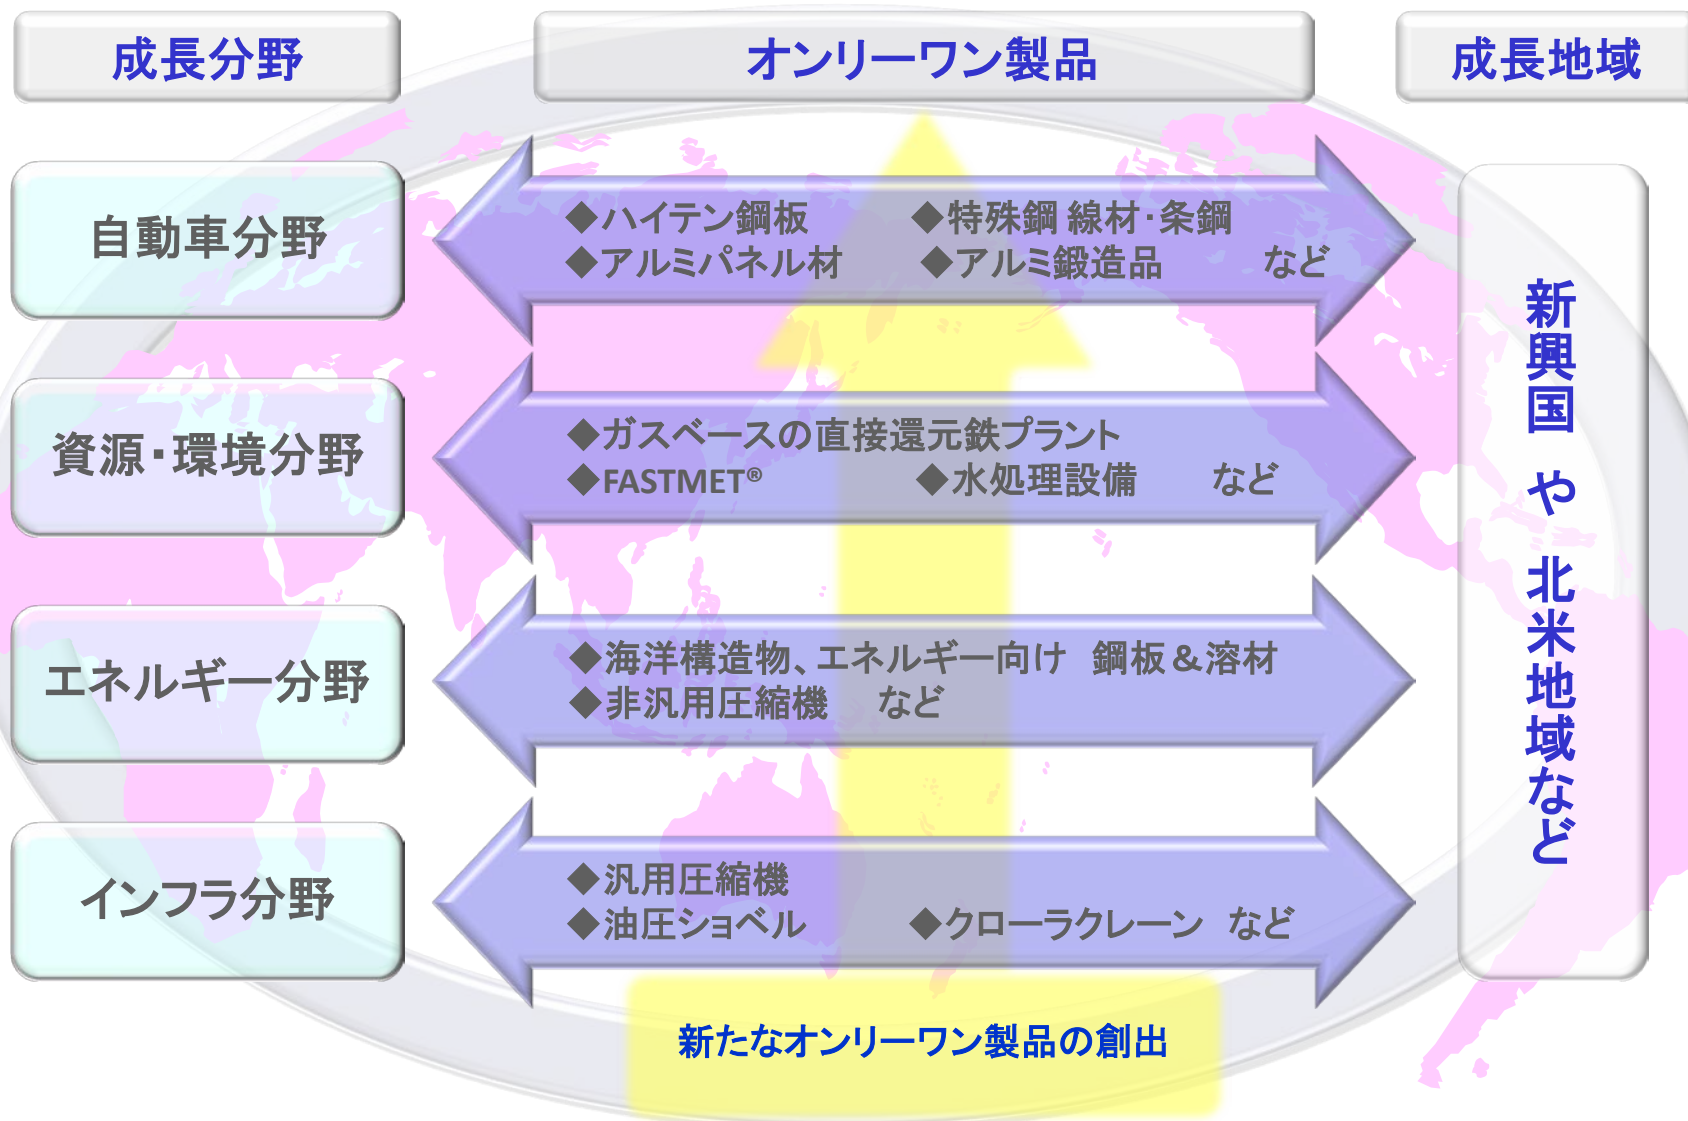 成長分野
オンリーワン製品
成長地域
自動車分野
◆ハイテン鋼板 ◆特殊鋼 線材・条鋼
◆アルミパネル材 ◆アルミ鍛造品 など
資源・環境分野
◆ガスベースの直接還元鉄プラント
◆FASTMET® ◆水処理設備 など
エネルギー分野
◆海洋構造物、エネルギー向け 鋼板&溶材
◆非汎用圧縮機 など
インフラ分野
◆汎用圧縮機
◆油圧ショベル ◆クローラクレーン など
新興国 や 北米地域など
新たなオンリーワン製品の創出